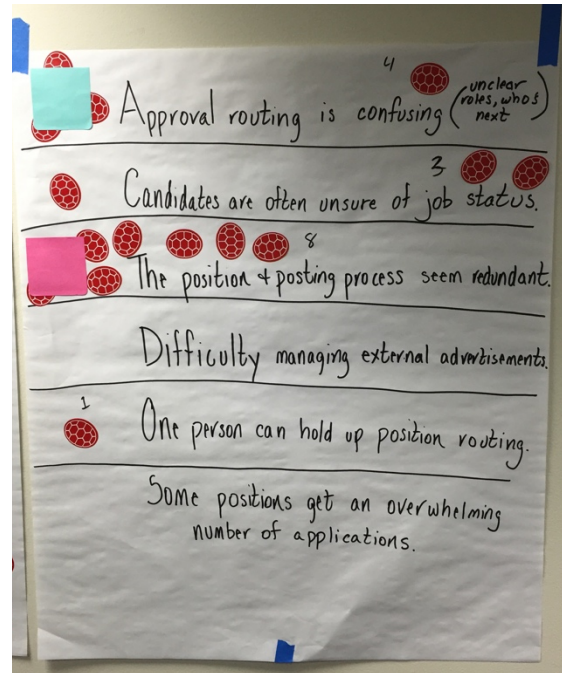 4
Approval routing is confusing (unclear
roles, who's
next)
3
Candidates are often unsure of job status.
8
The position + posting process seem redundant.
Difficulty managing external advertisements.
1
One person can hold up position routing.
Some positions get an overwhelming
number of applications.